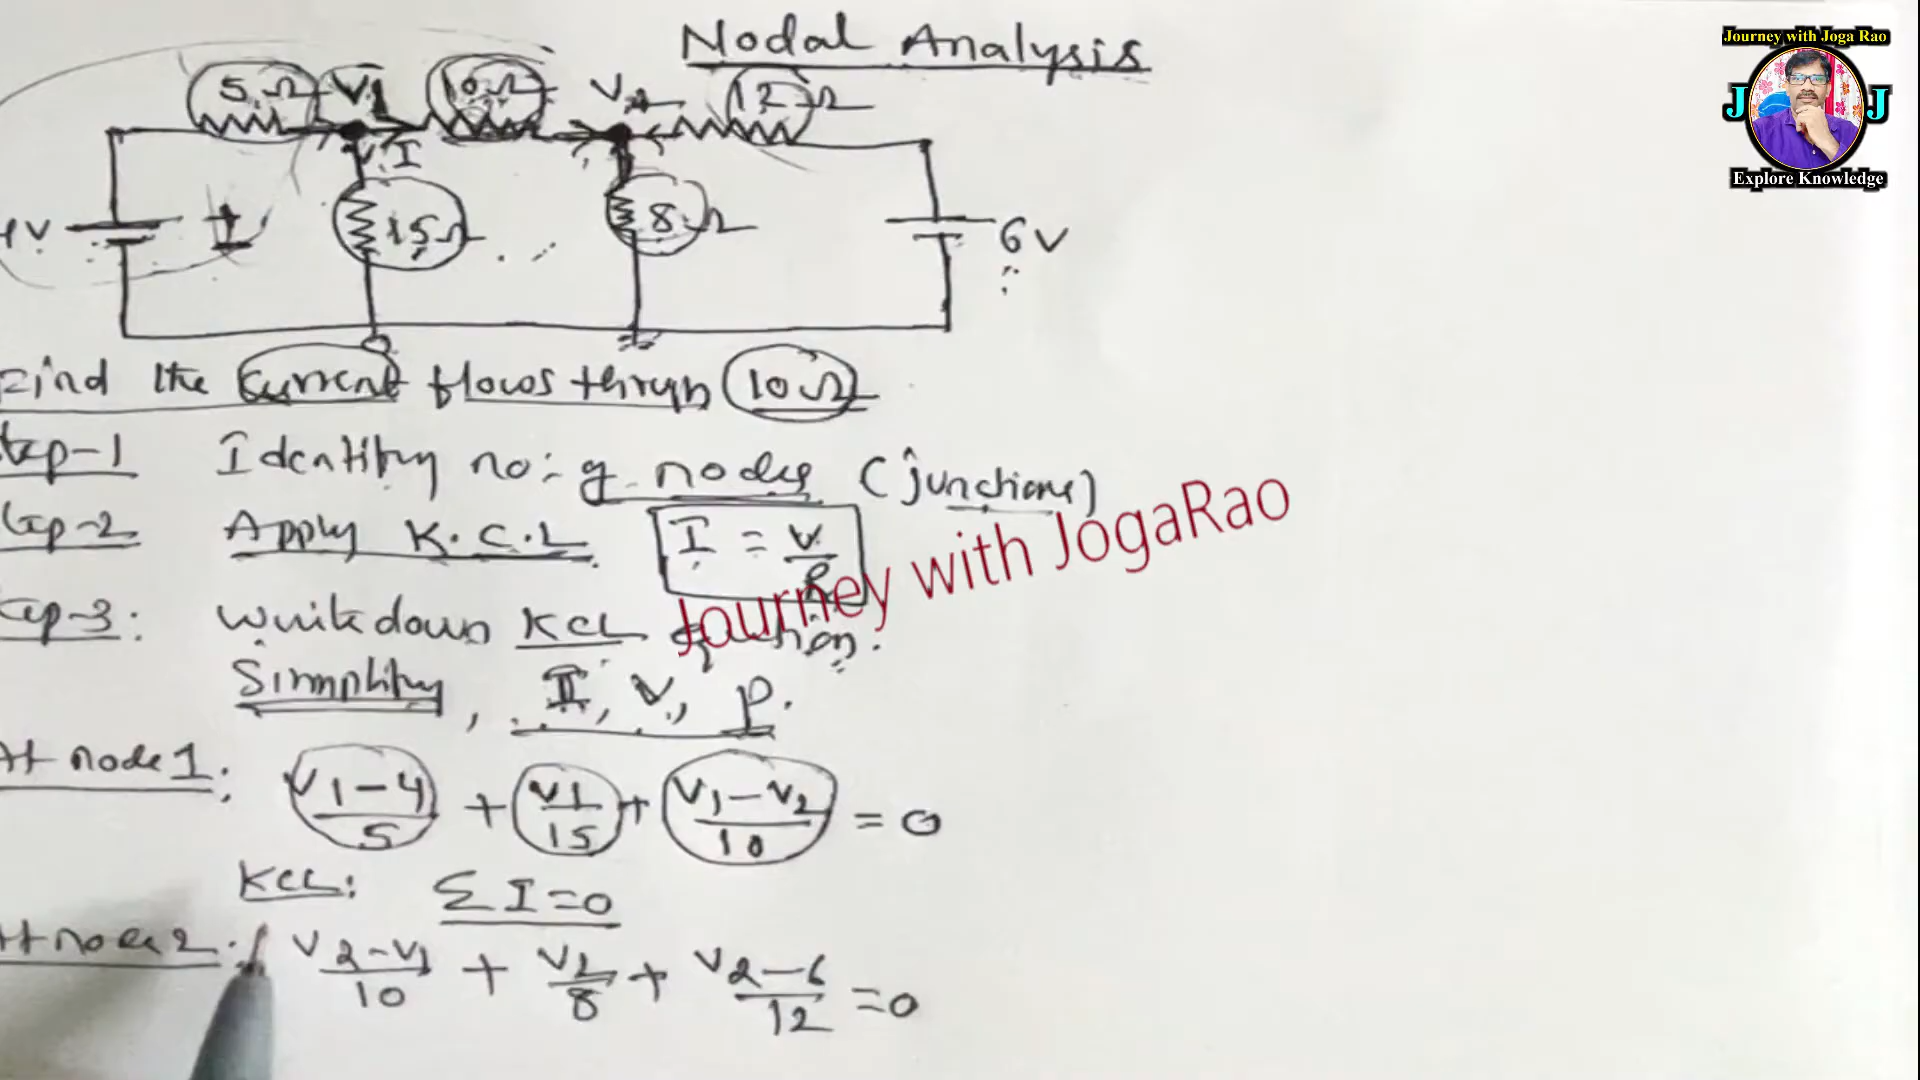 Nodal Analysis
Journey with Joga Rao
J J
Explore Knowledge
5Ω V1 10Ω V2 12Ω
I
4V 15Ω 8Ω 6V
Find the current flows through 10Ω
Step-1 Identify no: of nodes (junctions)
Step-2 Apply K.C.L I = V/R
Step-3: Write down KCL equation.
Simplify, I, V, P.
Journey with JogaRao
At node 1: (V1-4)/5 + V1/15 + (V1-V2)/10 = 0
KCL: ΣI=0
At node 2: (V2-V1)/10 + V2/8 + (V2-6)/12 = 0